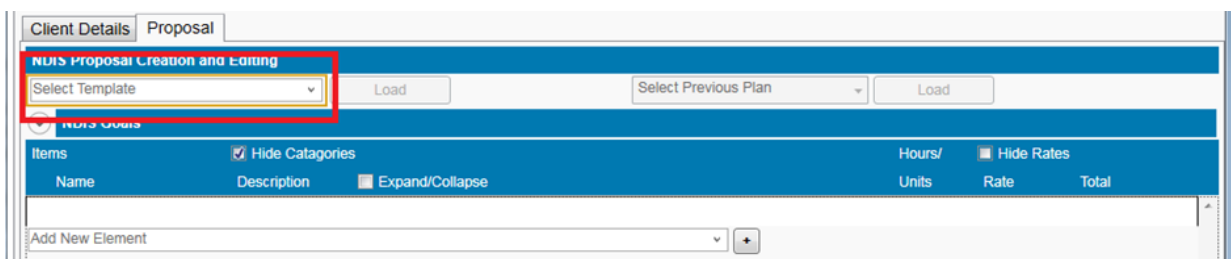 Client Details Proposal
NDIS Proposal Creation and Editing
Select Template Load Select Previous Plan Load
NDIS Goals
Items Hide Catagories Hours/ Hide Rates
Name Description Expand/Collapse Units Rate Total
Add New Element +